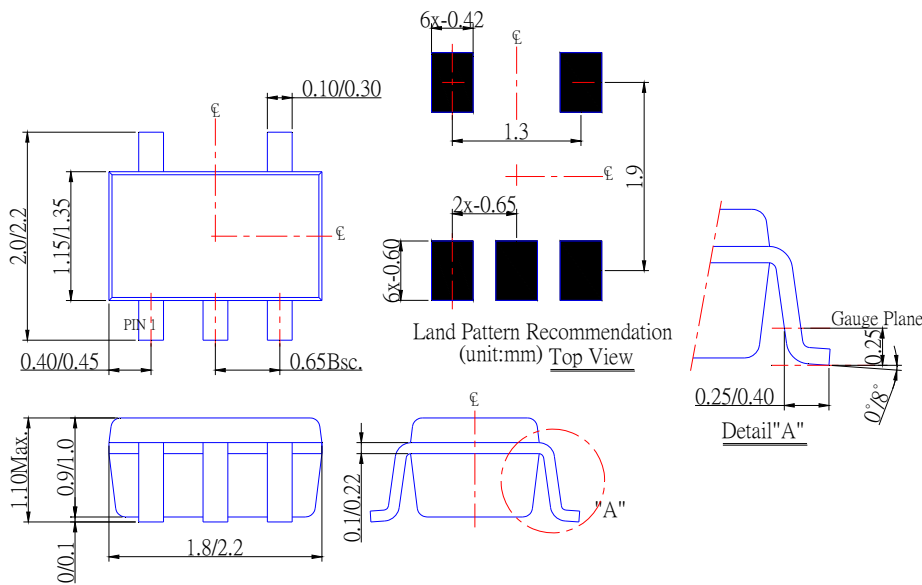 6x-0.42
℄
0.10/0.30
℄
1.3
1.9
℄
2.0/2.2
1.15/1.35
℄
2x-0.65
6x-0.60
PIN 1
Land Pattern Recommendation
(unit:mm) Top View
Gauge Plane
0.25
0.40/0.45
0.65Bsc.
0.25/0.40
0°/8°
Detail"A"
℄
1.10Max.
0.9/1.0
0/0.1
1.8/2.2
0.1/0.22
"A"